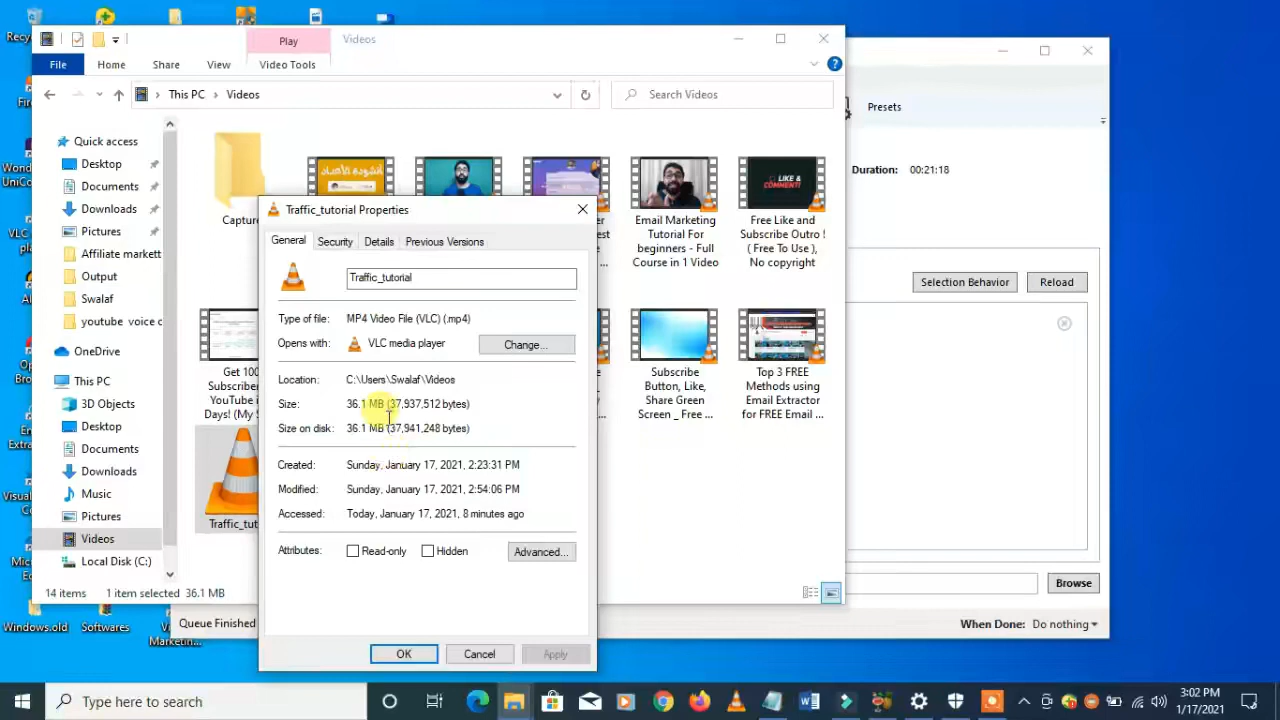 Recy
Play
Videos
File
Home
Share
View
Video Tools
This PC
Videos
Search Videos
Presets
Fire
Quick access
Desktop
Duration:
00:21:18
Wond
UniCo
Documents
Downloads
VLC
pla
Pictures
Captur
Email Marketing
Tutorial For
beginners - Full
Course in 1 Video
Free Like and
Subscribe Outro !
( Free To Use ),
No copyright
Traffic_tutorial Properties
General
Security
Details
Previous Versions
Affiliate markett
Output
Traffic_tutorial
Selection Behavior
Reload
Swalaf
youtube voice c
Type of file:
MP4 Video File (VLC) (.mp4)
Opens with:
VLC media player
Change...
OneDrive
This PC
Get 100
Subscriber
YouTube i
Days! (My S
Subscribe
Button, Like,
Share Green
Screen _ Free ...
Top 3 FREE
Methods using
Email Extractor
for FREE Email ...
Location:
C:\Users\Swalaf\Videos
3D Objects
Size:
36.1 MB (37,937,512 bytes)
Desktop
Size on disk:
36.1 MB (37,941,248 bytes)
Documents
Downloads
Created:
Sunday, January 17, 2021, 2:23:31 PM
Music
Modified:
Sunday, January 17, 2021, 2:54:06 PM
Pictures
Accessed:
Today, January 17, 2021, 8 minutes ago
Traffic_tut
Videos
Attributes:
Read-only
Hidden
Advanced...
Local Disk (C:)
Browse
14 items
1 item selected
36.1 MB
Windows.old
Softwares
Queue Finished
When Done:
Do nothing
OK
Cancel
Apply
Type here to search
3:02 PM
1/17/2021